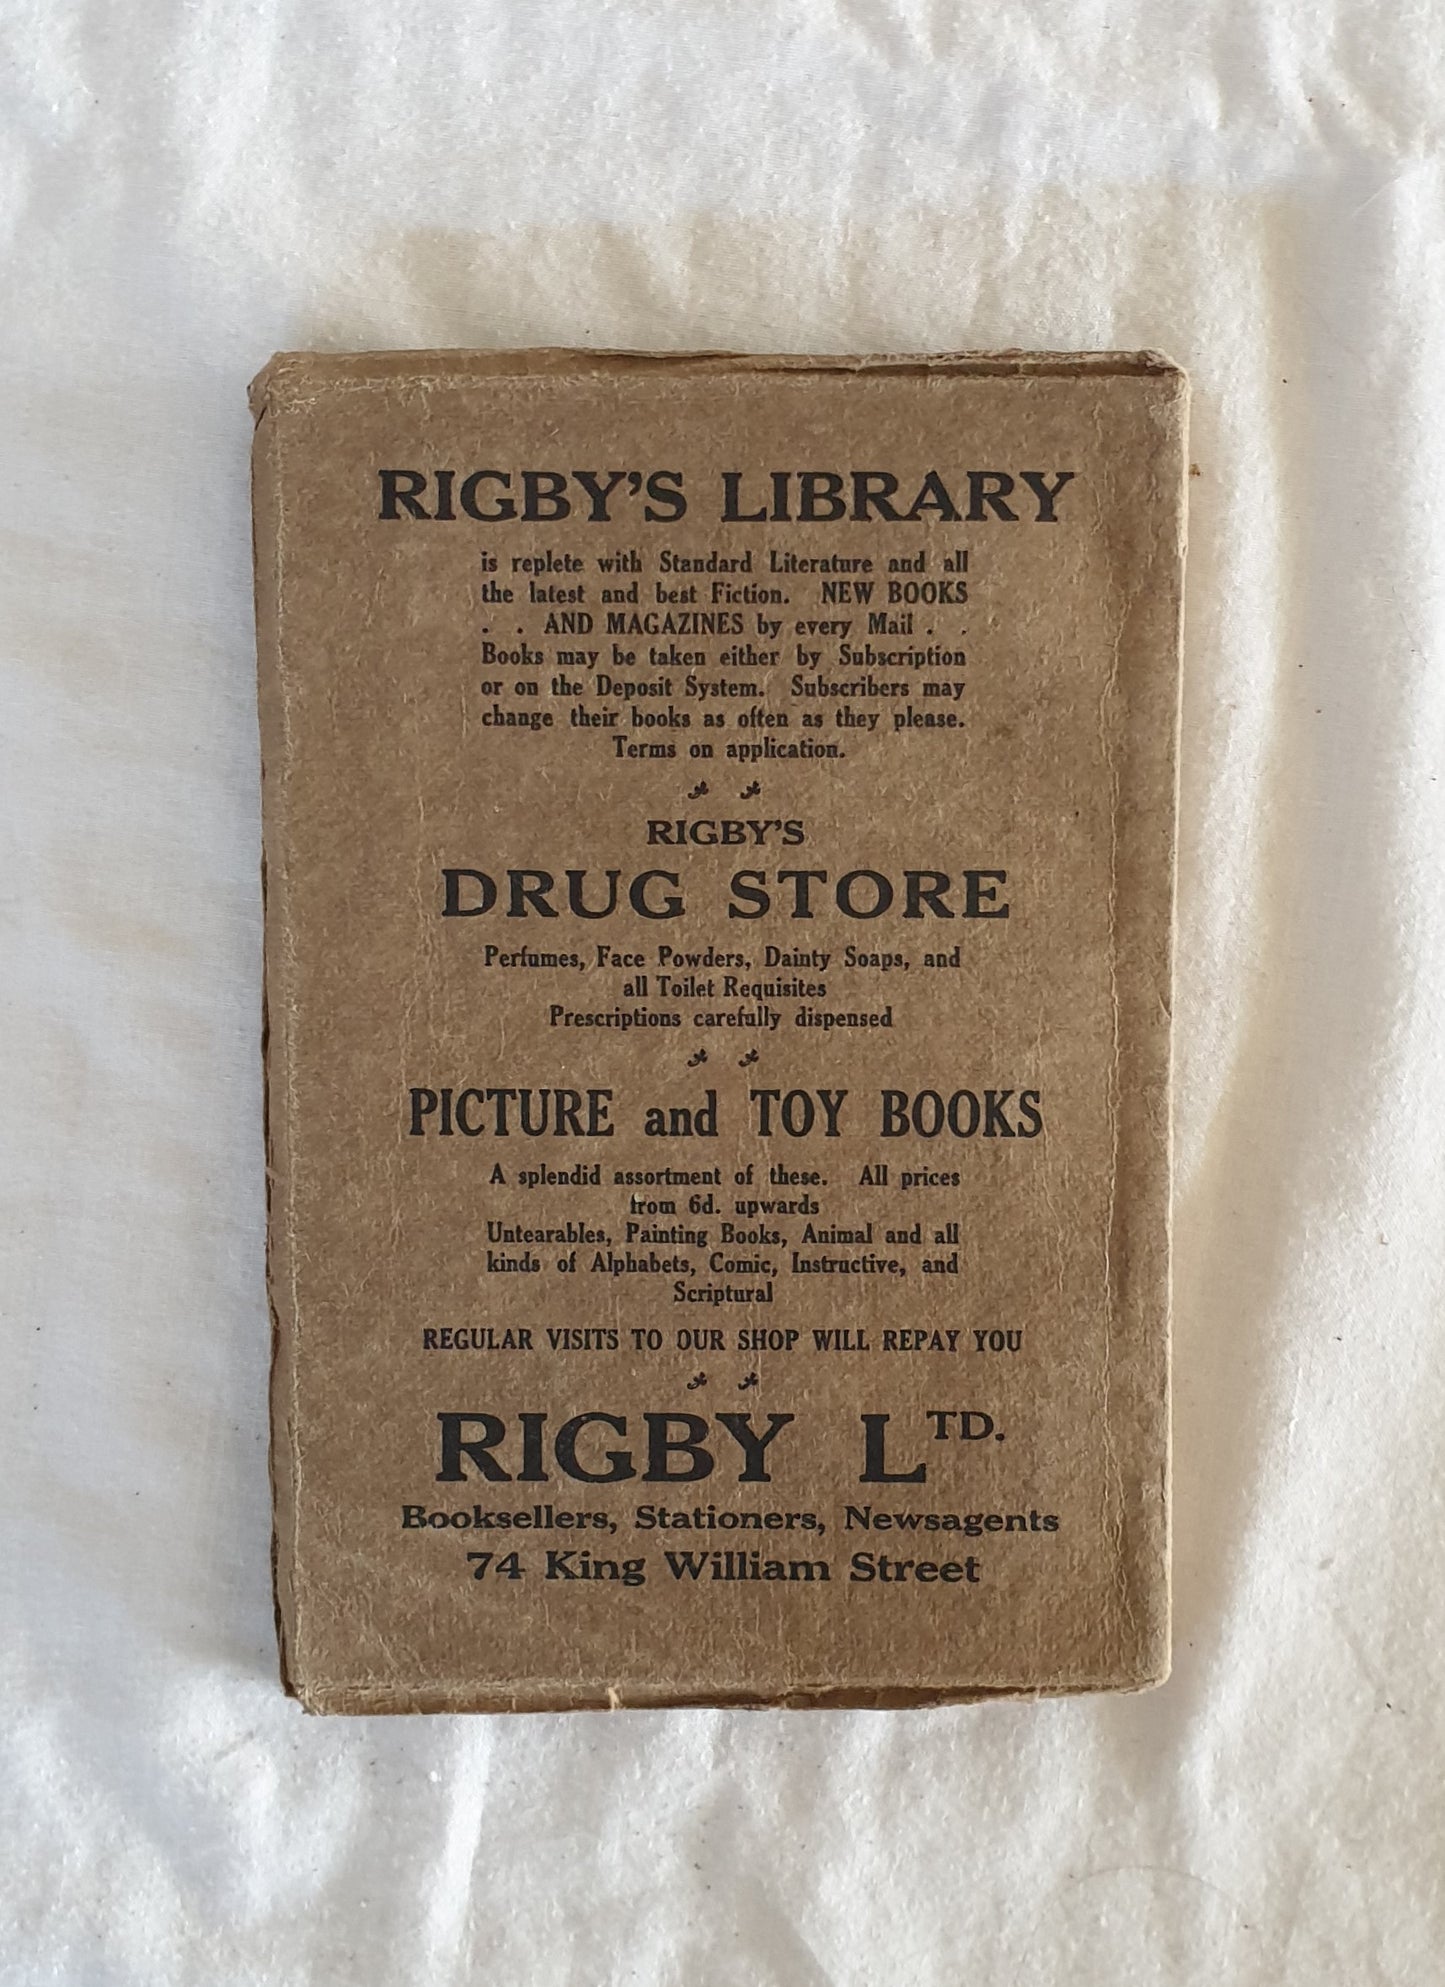 RIGBY'S LIBRARY
is replete with Standard Literature and all
the latest and best Fiction. NEW BOOKS
. . AND MAGAZINES by every Mail . .
Books may be taken either by Subscription
or on the Deposit System. Subscribers may
change their books as often as they please.
Terms on application.
RIGBY'S
DRUG STORE
Perfumes, Face Powders, Dainty Soaps, and
all Toilet Requisites
Prescriptions carefully dispensed
PICTURE and TOY BOOKS
A splendid assortment of these. All prices
from 6d. upwards
Untearables, Painting Books, Animal and all
kinds of Alphabets, Comic, Instructive, and
Scriptural
REGULAR VISITS TO OUR SHOP WILL REPAY YOU
RIGBY LTD.
Booksellers, Stationers, Newsagents
74 King William Street